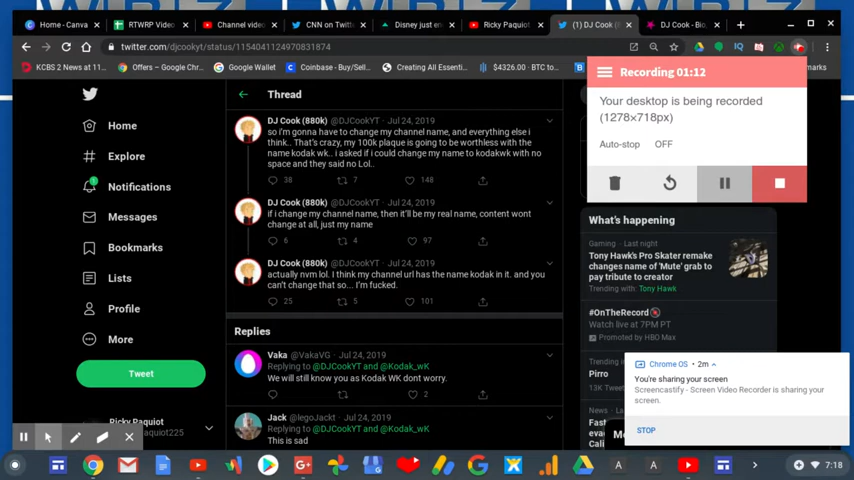 Home - Canva
RTWRP Video
Channel video
CNN on Twitt
Disney just en
Ricky Paquiot
(1) DJ Cook (
DJ Cook - Bio,
twitter.com/djcookyt/status/1154041124970831874
KCBS 2 News at 11...
Offers – Google Chr...
Google Wallet
Coinbase - Buy/Sell...
Creating All Essenti...
$4326.00 - BTC to...
Recording 01:12
Your desktop is being recorded
(1278×718px)
Auto-stop OFF
Home
Explore
1
Notifications
Messages
Bookmarks
Lists
Profile
More
Tweet
Ricky Paquiot
Thread
DJ Cook (880k) @DJCookYT · Jul 24, 2019
so i'm gonna have to change my channel name, and everything else i
think.. That's crazy, my 100k plaque is going to be worthless with the
name kodak wk.. i asked if i could change my name to kodakwk with no
space and they said no Lol..
38 7 148
DJ Cook (880k) @DJCookYT · Jul 24, 2019
if i change my channel name, then it'll be my real name, content wont
change at all, just my name
6 4 97
DJ Cook (880k) @DJCookYT · Jul 24, 2019
actually nvm lol. I think my channel url has the name kodak in it. and you
can't change that so... I'm fucked.
25 5 101
Replies
Vaka @VakaVG · Jul 24, 2019
Replying to @DJCookYT and @Kodak_wK
We will still know you as Kodak WK dont worry.
2
Jack @legoJackt · Jul 24, 2019
Replying to @DJCookYT and @Kodak_wK
This is sad
What's happening
Gaming · Last night
Tony Hawk's Pro Skater remake
changes name of 'Mute' grab to
pay tribute to creator
Trending with: Tony Hawk
#OnTheRecord
Watch live at 7PM PT
Promoted by HBO Max
Trending in
Pirro
13K Tweet
News
Chrome OS • 2m
You're sharing your screen
Screencastify - Screen Video Recorder is sharing your
screen.
STOP
7:18